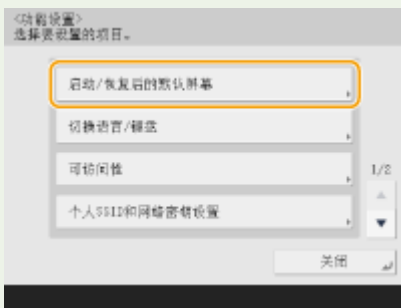 <功能设置>
选择要设置的项目。
启动/恢复后的默认屏幕
切换语言/键盘
可访问性
个人SSID和网络密钥设置
1/2
关闭